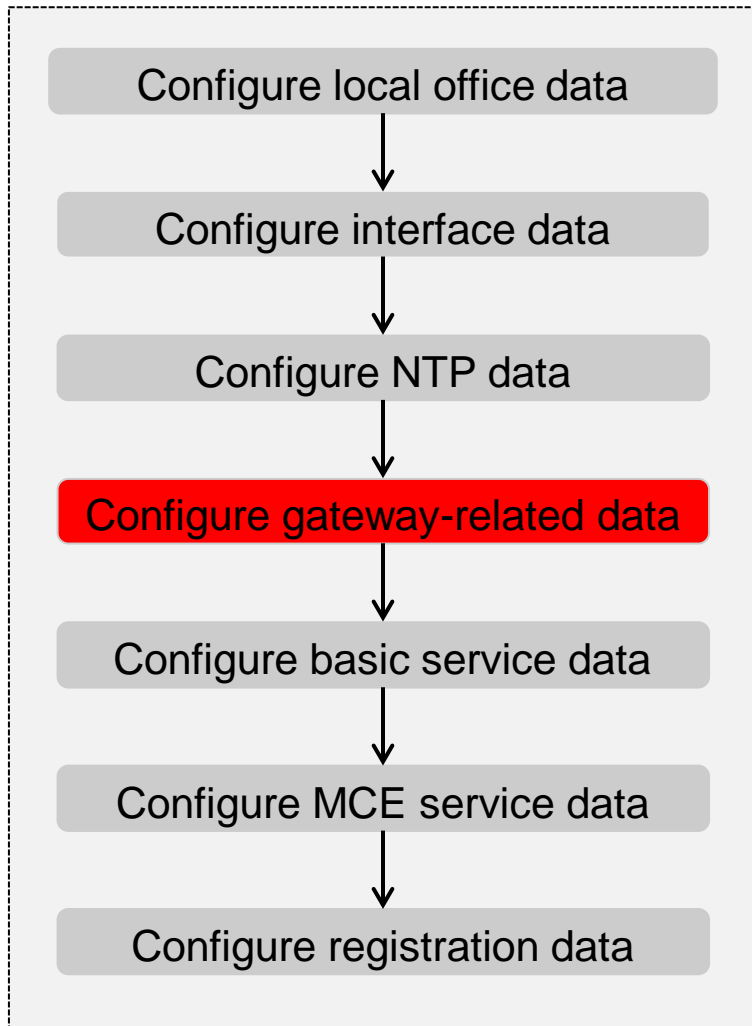 Configure local office data
Configure interface data
Configure NTP data
Configure gateway-related data
Configure basic service data
Configure MCE service data
Configure registration data